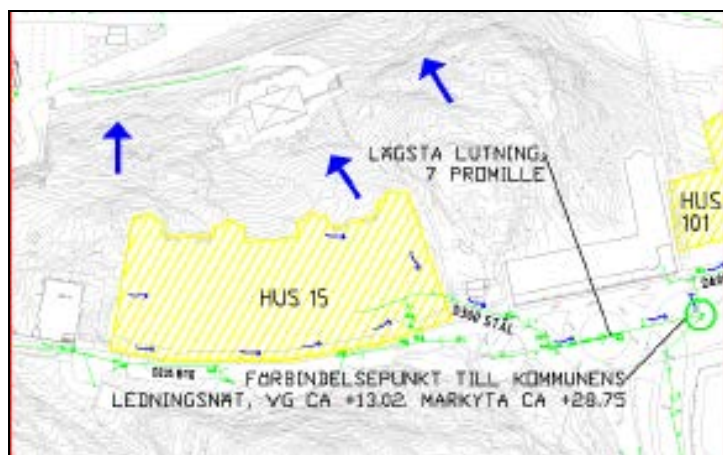 LÄGSTA LUTNING,
7 PROMILLE
HUS
101
HUS 15
D300 STÅL
FÖRBINDELSEPUNKT TILL KOMMUNENS
LEDNINGSNÄT, VG CA +13.02. MARKYTA CA +28.75